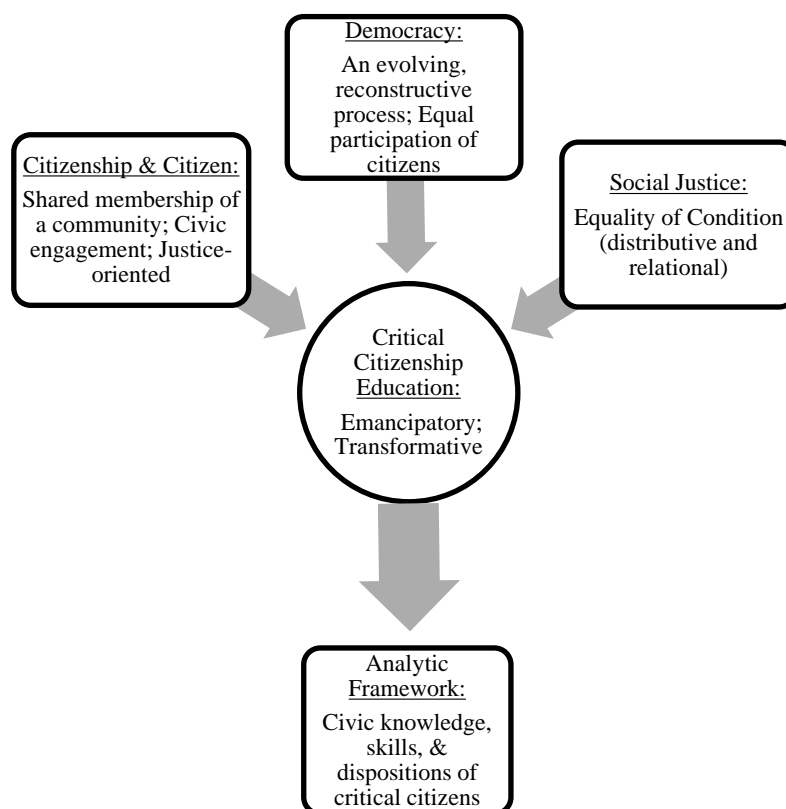 Democracy:
An evolving,
reconstructive
process; Equal
participation of
citizens
Citizenship & Citizen:
Shared membership of
a community; Civic
engagement; Justice-
oriented
Social Justice:
Equality of Condition
(distributive and
relational)
Critical
Citizenship
Education:
Emancipatory;
Transformative
Analytic
Framework:
Civic knowledge,
skills, &
dispositions of
critical citizens